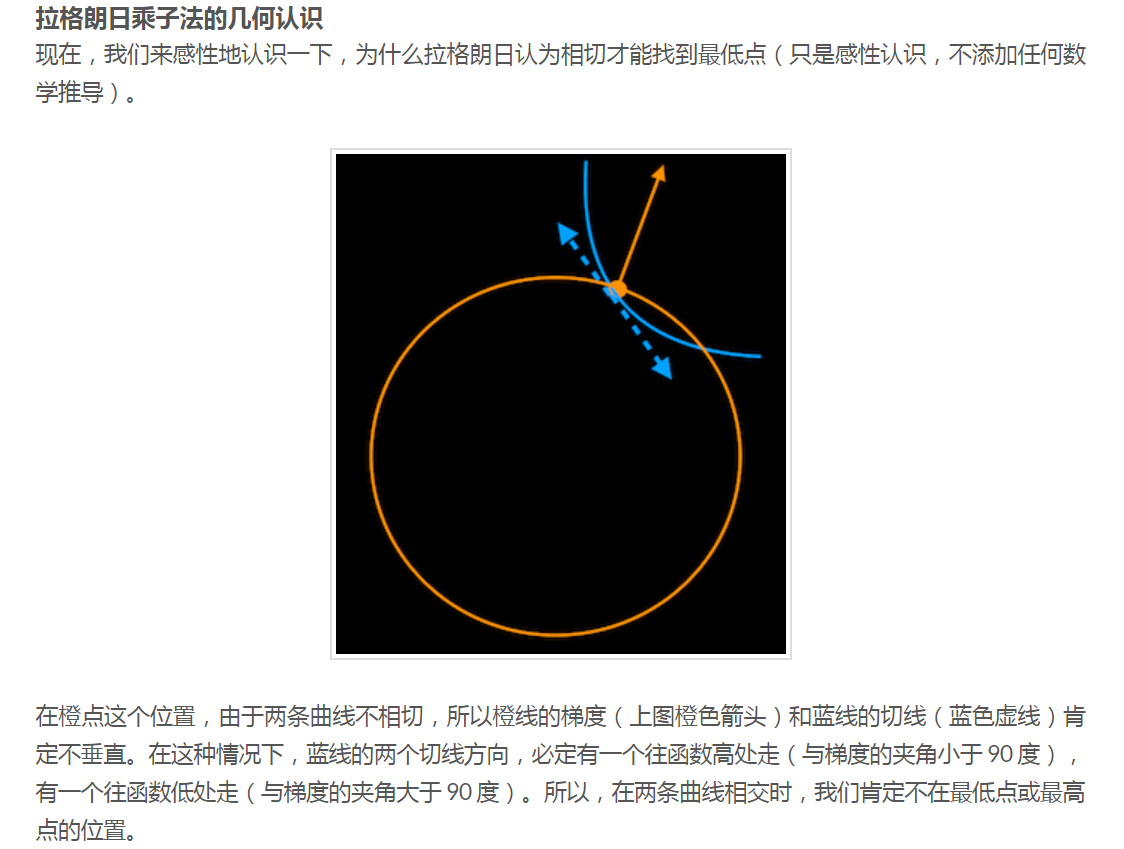 拉格朗日乘子法的几何认识
现在，我们来感性地认识一下，为什么拉格朗日认为相切才能找到最低点（只是感性认识，不添加任何数
学推导）。
在橙点这个位置，由于两条曲线不相切，所以橙线的梯度（上图橙色箭头）和蓝线的切线（蓝色虚线）肯
定不垂直。在这种情况下，蓝线的两个切线方向，必定有一个往函数高处走（与梯度的夹角小于 90 度），
有一个往函数低处走（与梯度的夹角大于 90 度）。所以，在两条曲线相交时，我们肯定不在最低点或最高
点的位置。